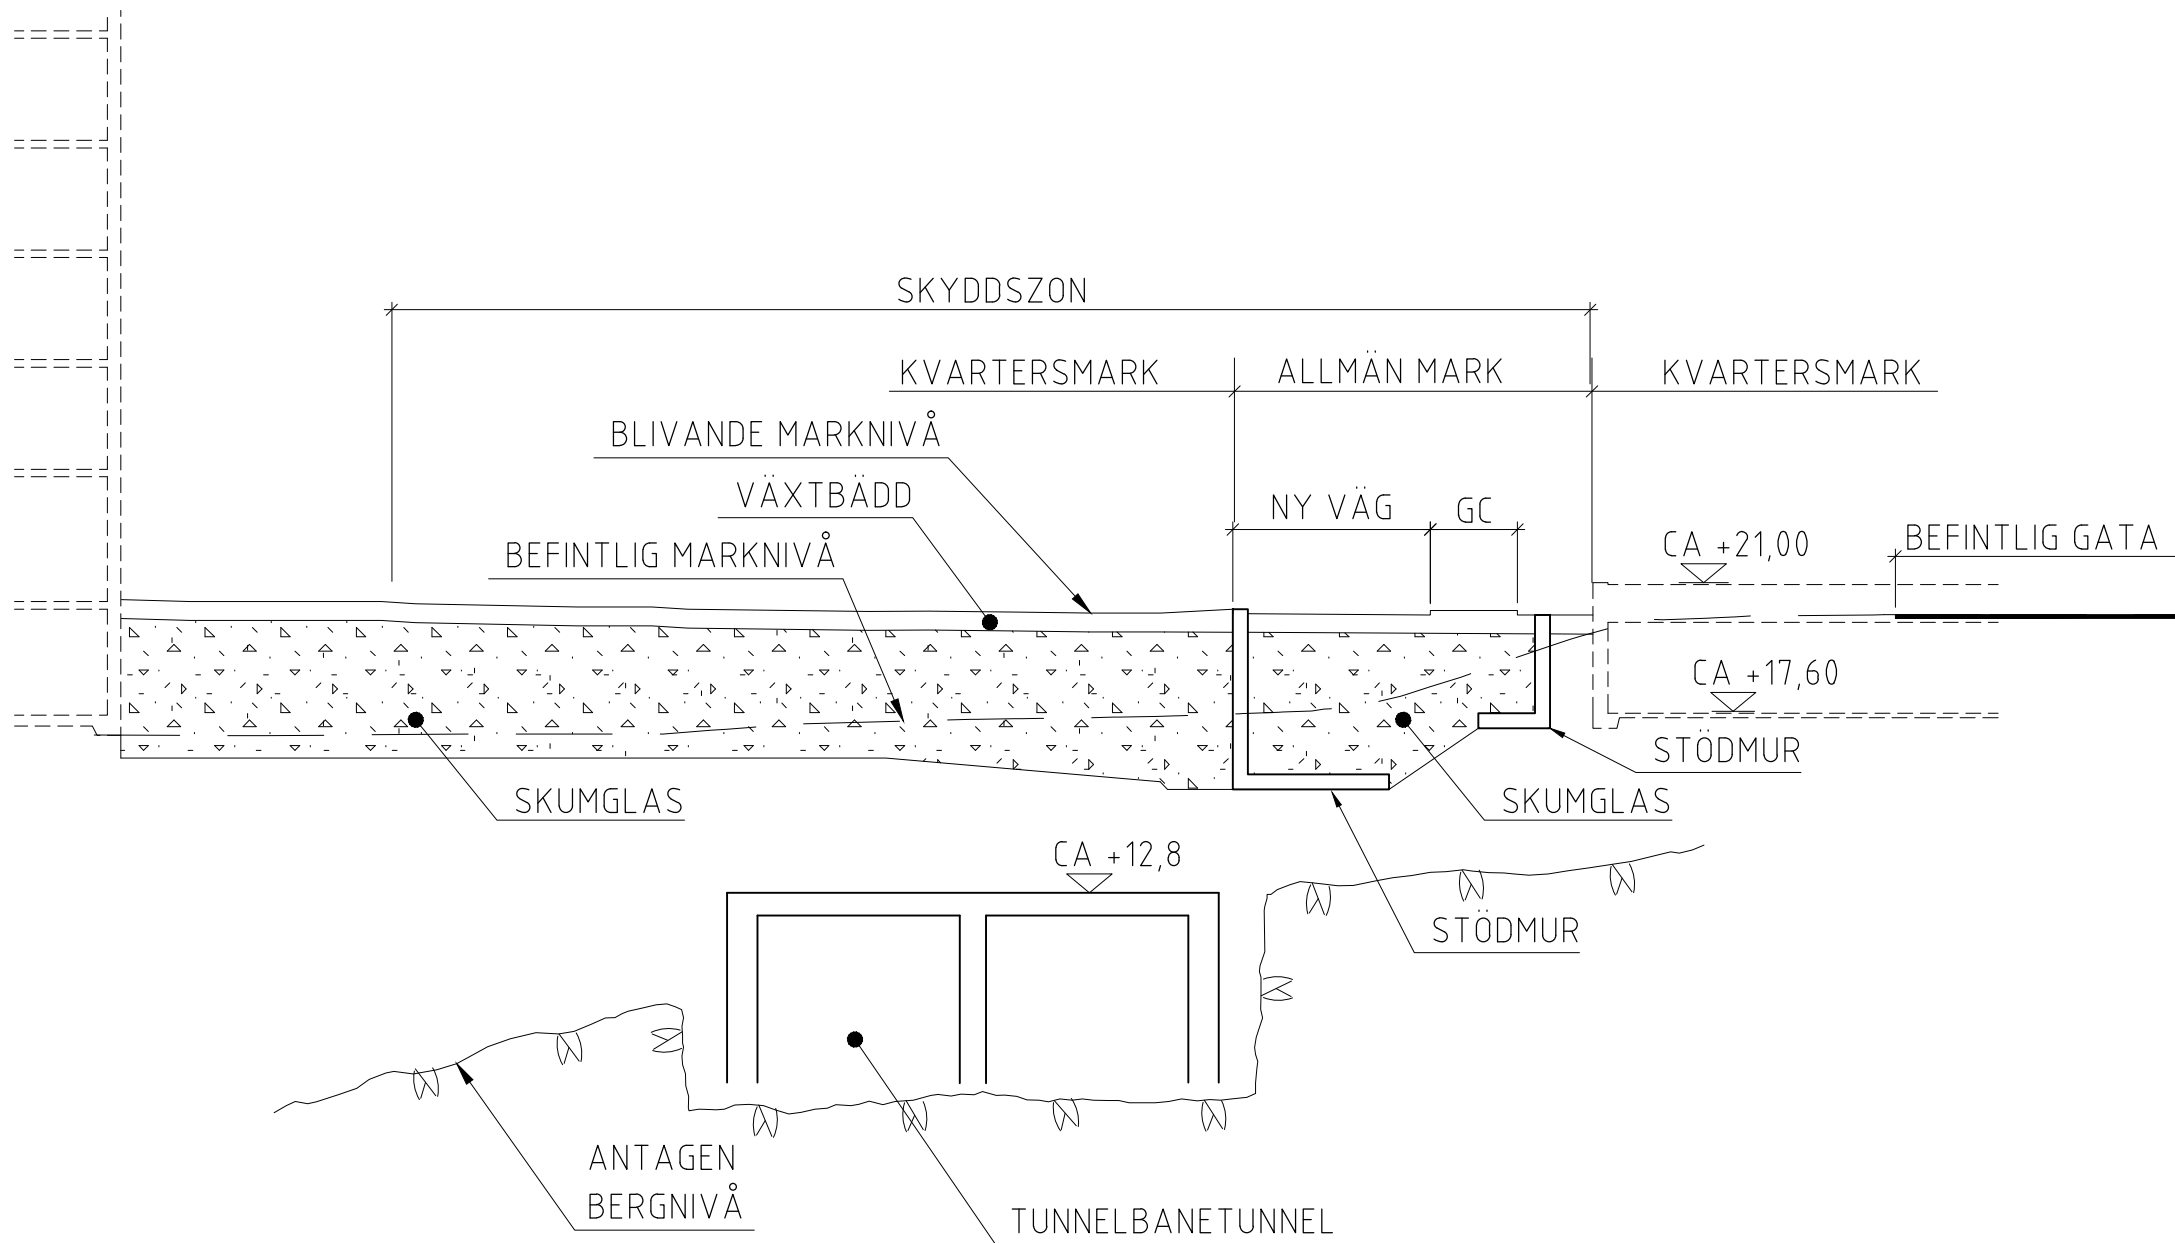 SKYDDSZON
KVARTERSMARK
ALLMÄN MARK
KVARTERSMARK
BLIVANDE MARKNIVÅ
VÄXTBÄDD
NY VÄG
GC
BEFINTLIG MARKNIVÅ
CA +21,00
BEFINTLIG GATA
CA +17,60
STÖDMUR
SKUMGLAS
SKUMGLAS
CA +12,8
STÖDMUR
ANTAGEN
BERGNIVÅ
TUNNELBANETUNNEL